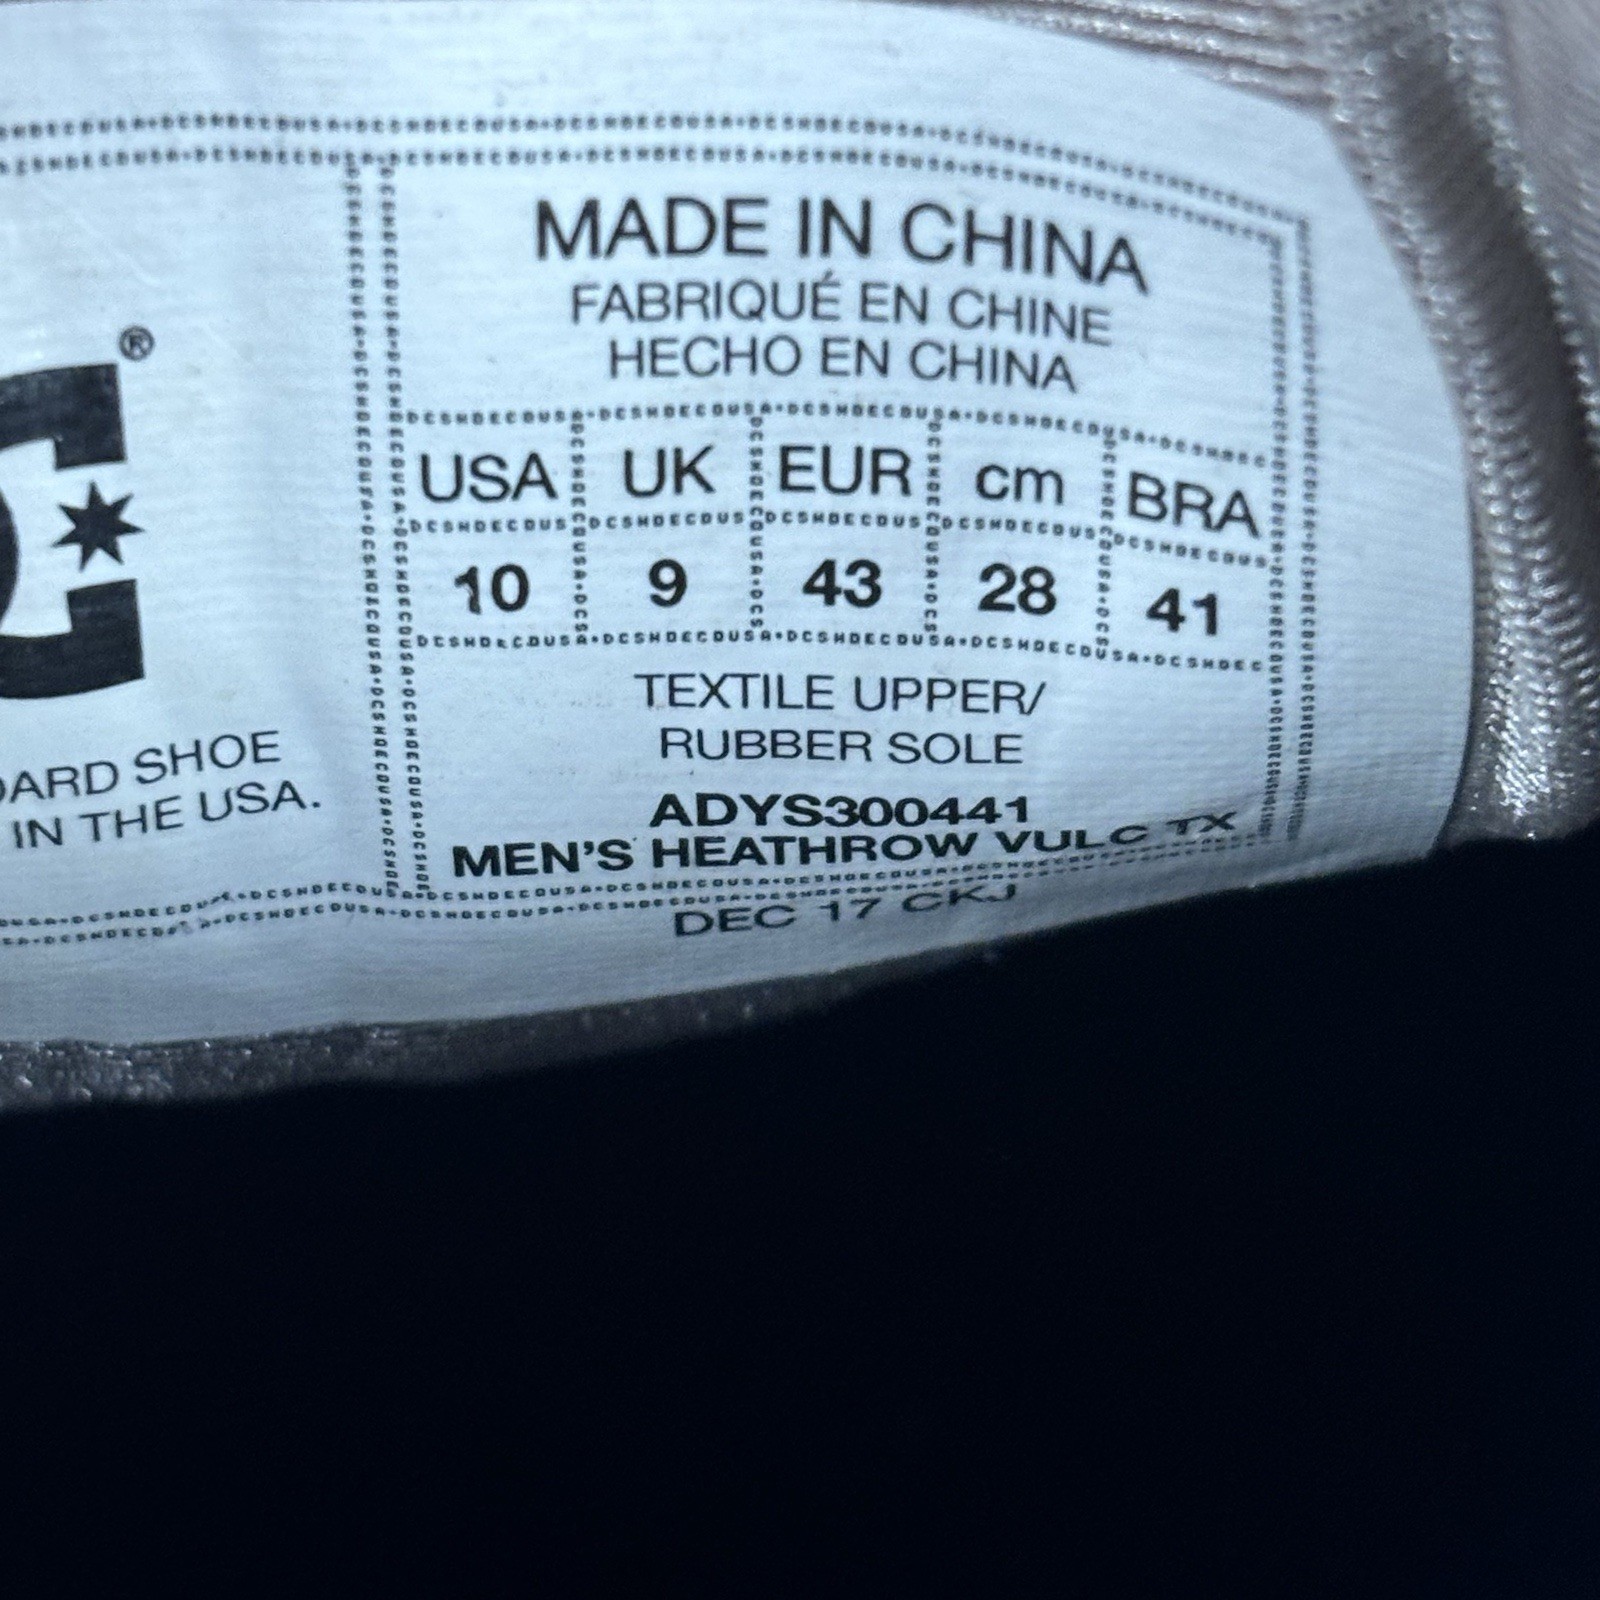 ®
DC
ARD SHOE
IN THE USA.
MADE IN CHINA
FABRIQUÉ EN CHINE
HECHO EN CHINA
USA UK EUR cm BRA
10 9 43 28 41
TEXTILE UPPER/
RUBBER SOLE
ADYS300441
MEN'S HEATHROW VULC TX
DEC 17 CKJ